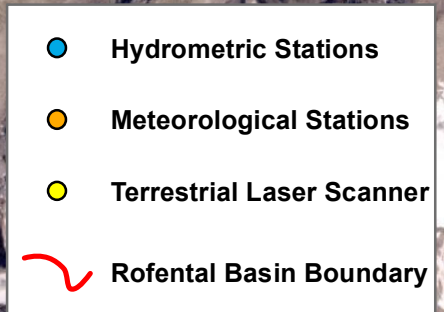 Hydrometric Stations
Meteorological Stations
Terrestrial Laser Scanner
Rofental Basin Boundary